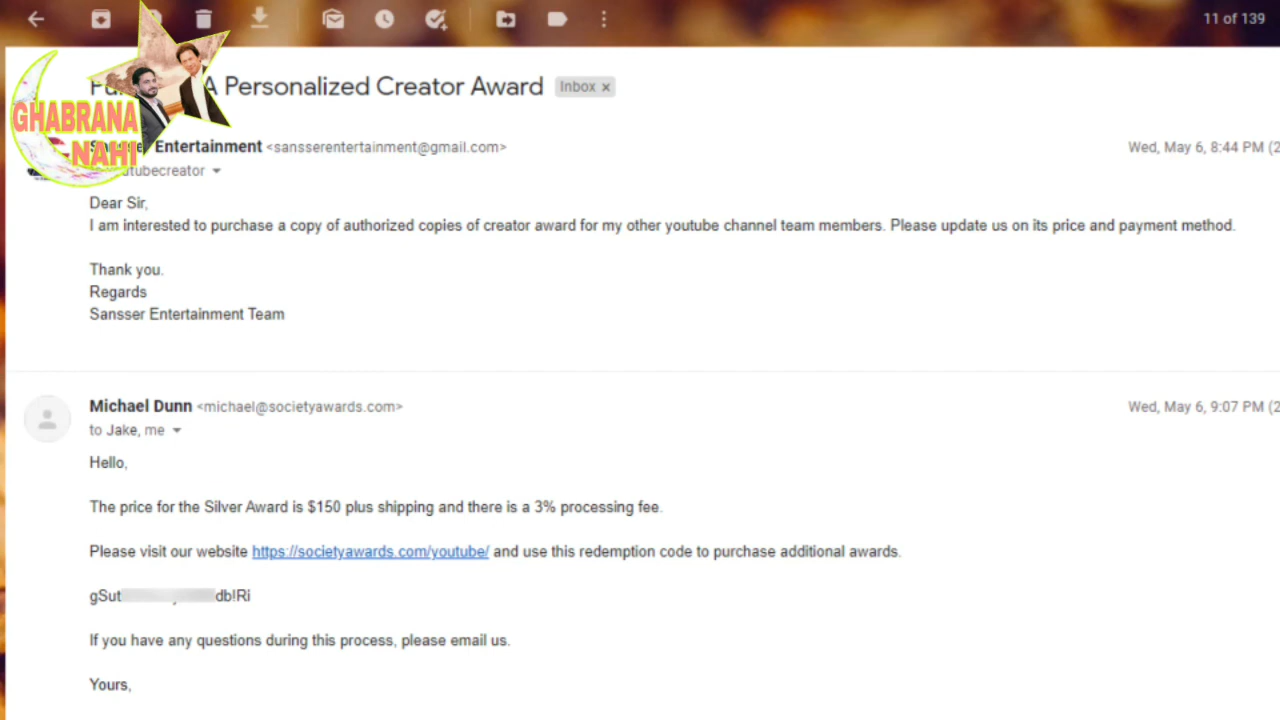 11 of 139
A Personalized Creator Award Inbox ×
GHABRANA
NAHI
Entertainment <sansserentertainment@gmail.com>
Wed, May 6, 8:44 PM (2
Dear Sir,
I am interested to purchase a copy of authorized copies of creator award for my other youtube channel team members. Please update us on its price and payment method.
Thank you.
Regards
Sansser Entertainment Team
Michael Dunn <michael@societyawards.com>
Wed, May 6, 9:07 PM (2
to Jake, me
Hello,
The price for the Silver Award is $150 plus shipping and there is a 3% processing fee.
Please visit our website https://societyawards.com/youtube/ and use this redemption code to purchase additional awards.
gSut db!Ri
If you have any questions during this process, please email us.
Yours,